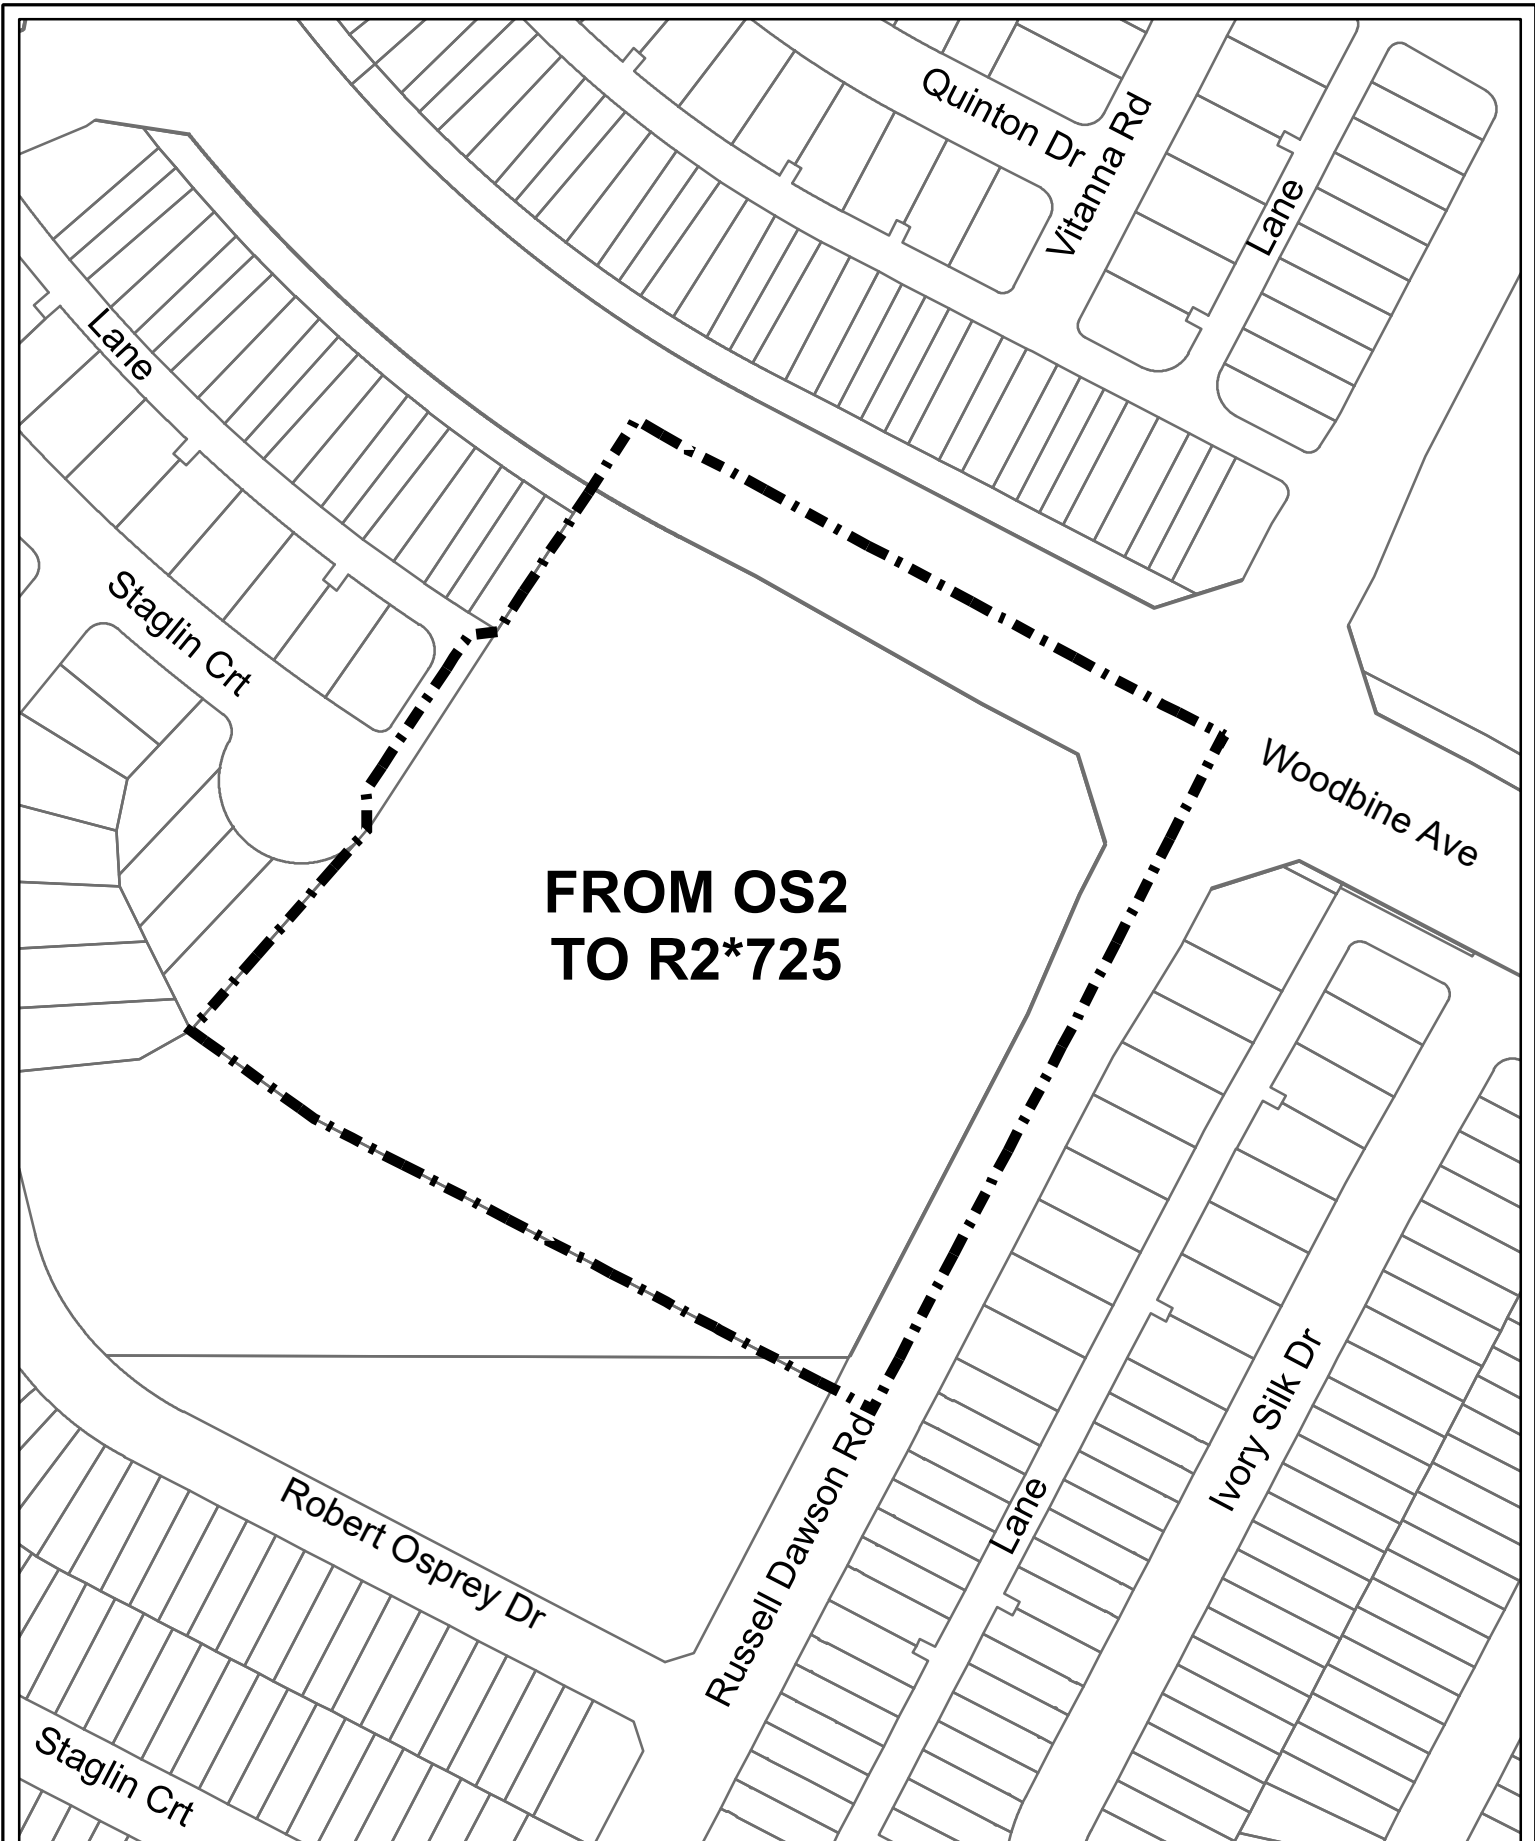 Quinton Dr
Vitanna Rd
Lane
Lane
Staglin Crt
Woodbine Ave
FROM OS2
TO R2*725
Ivory Silk Dr
Lane
Russell Dawson Rd
Robert Osprey Dr
Staglin Crt